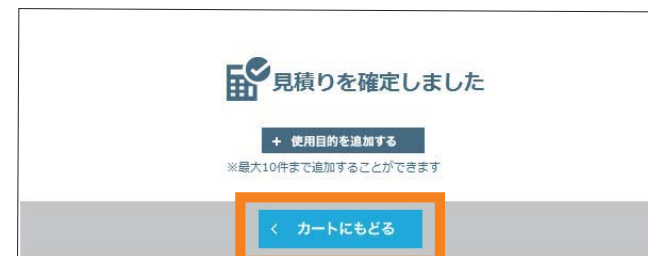 見積りを確定しました
+ 使用目的を追加する
※最大10件まで追加することができます
< カートにもどる